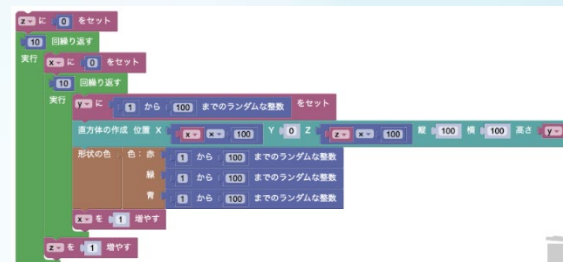 z に 0 をセット
10 回繰り返す
実行 x に 0 をセット
10 回繰り返す
実行 y に 1 から 100 までのランダムな整数 をセット
直方体の作成 位置 X x × 100 Y 0 Z z × 100 縦 100 横 100 高さ y
形状の色 色: 赤 1 から 100 までのランダムな整数
緑 1 から 100 までのランダムな整数
青 1 から 100 までのランダムな整数
x を 1 増やす
z を 1 増やす